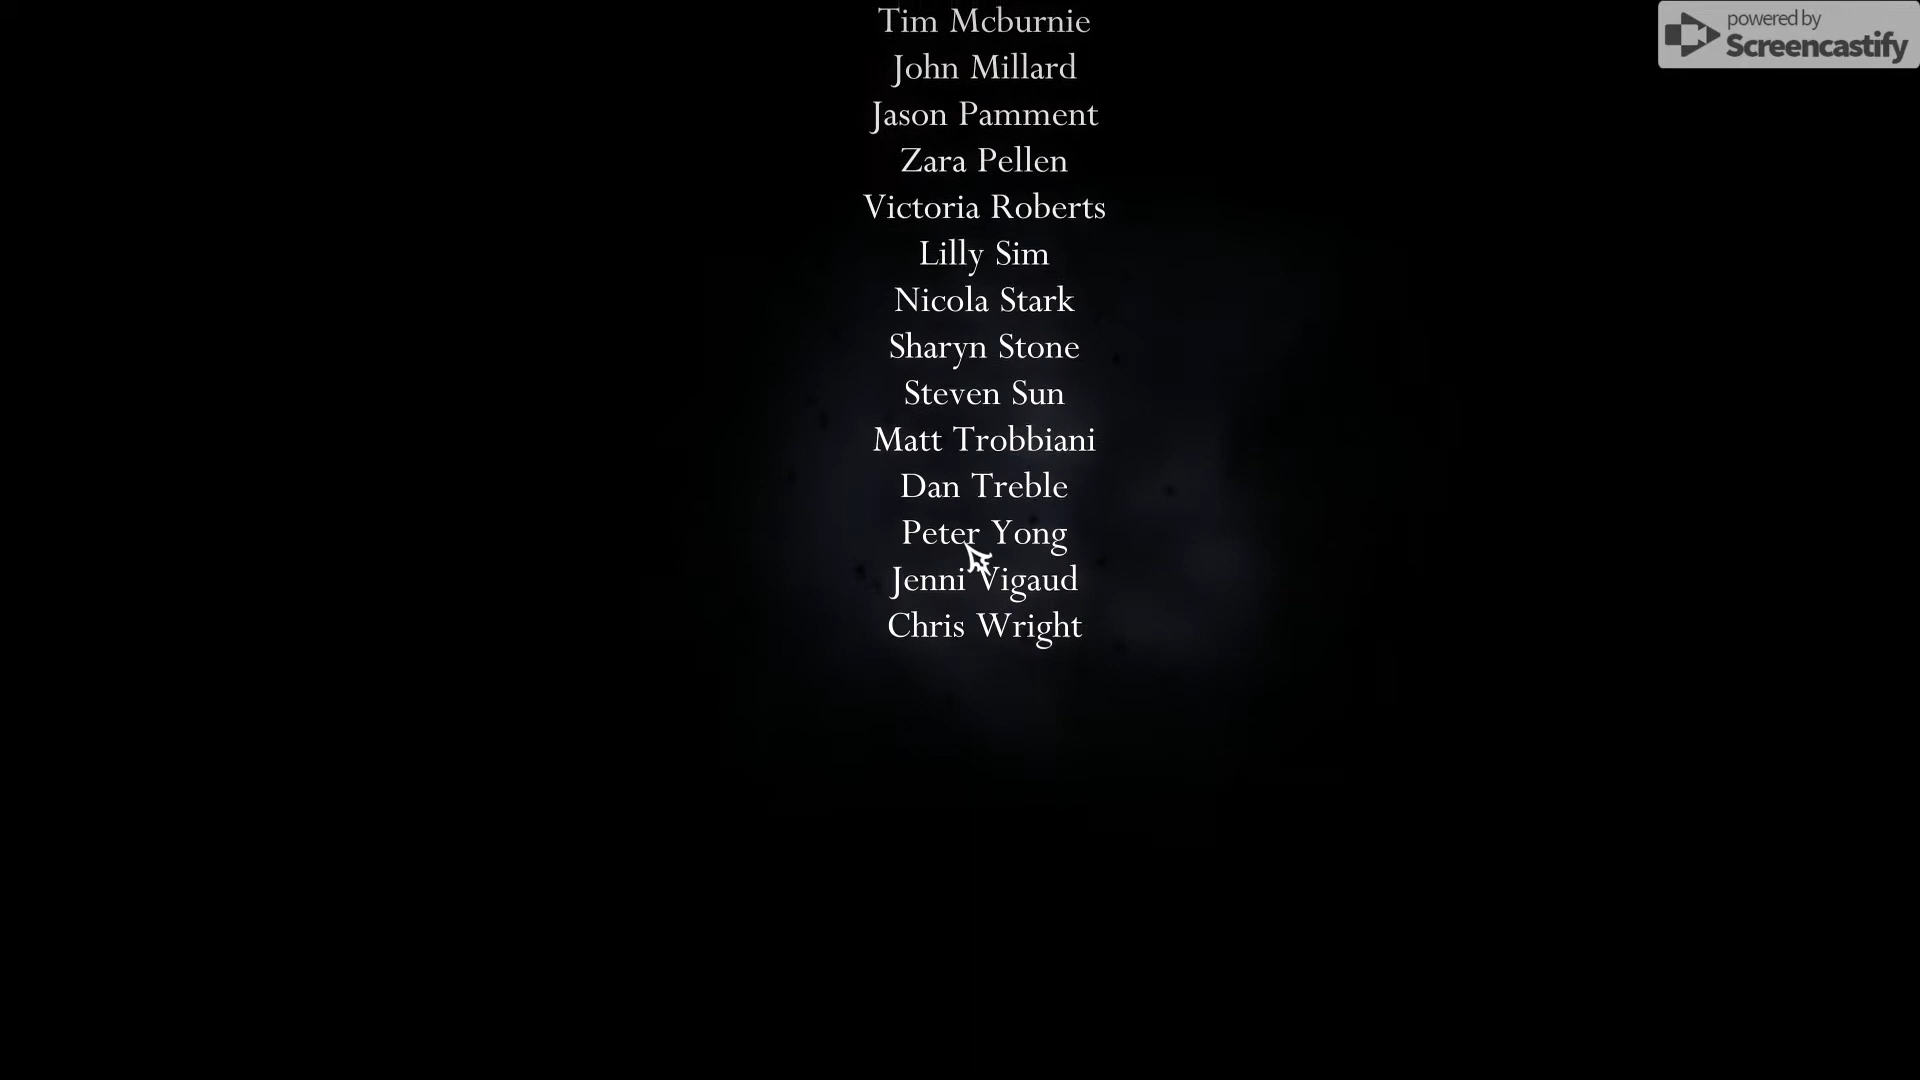 Tim Mcburnie
John Millard
Jason Pamment
Zara Pellen
Victoria Roberts
Lilly Sim
Nicola Stark
Sharyn Stone
Steven Sun
Matt Trobbiani
Dan Treble
Peter Yong
Jenni Vigaud
Chris Wright
powered by
Screencastify